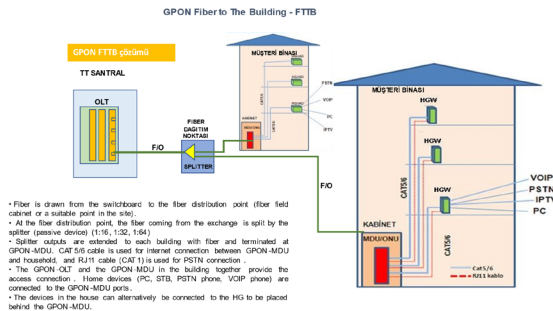 GPON Fiber to The Building - FTTB
GPON FTTB çözümü
TT SANTRAL
OLT
F/O
FIBER
DAĞITIM
NOKTASI
SPLITTER
MÜŞTERİ BİNASI
CAT5/6
KABİNET
MDU/ONU
PSTN
VOIP
PC
IPTV
F/O
MÜŞTERİ BİNASI
HGW
HGW
HGW
CAT5/6
CAT5/6
KABİNET
MDU/ONU
VOIP
PSTN
IPTV
PC
Cat5/6
RJ11 kablo
• Fiber is drawn from the switchboard to the fiber distribution point (fiber field
cabinet or a suitable point in the site).
• At the fiber distribution point, the fiber coming from the exchange is split by the
splitter (passive device) (1:16, 1:32, 1:64)
• Splitter outputs are extended to each building with fiber and terminated at
GPON-MDU. CAT 5/6 cable is used for internet connection between GPON-MDU
and household, and RJ11 cable (CAT 1) is used for PSTN connection .
• The GPON-OLT and the GPON-MDU in the building together provide the
access connection . Home devices (PC, STB, PSTN phone, VOIP phone) are
connected to the GPON-MDU ports .
• The devices in the house can alternatively be connected to the HG to be placed
behind the GPON-MDU.